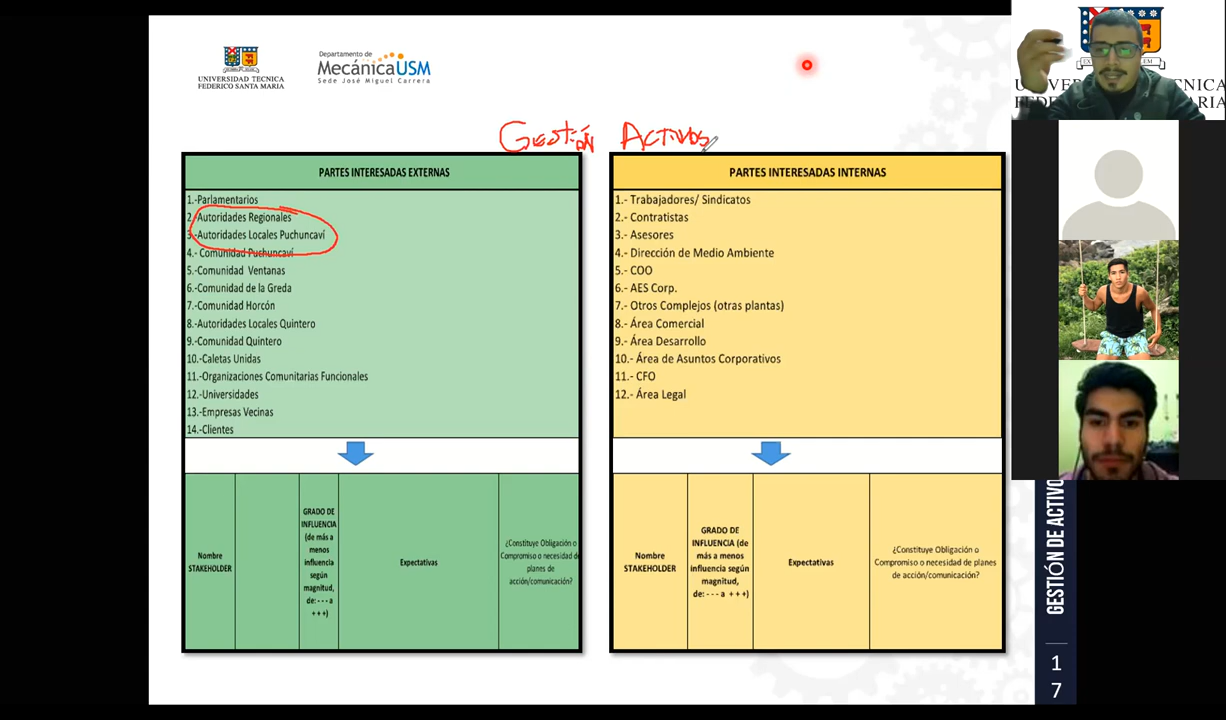 UNIVERSIDAD TECNICA
FEDERICO SANTA MARIA
Departamento de
MecánicaUSM
Sede José Miguel Carrera
Gestión Activos
PARTES INTERESADAS EXTERNAS
1.-Parlamentarios
2.-Autoridades Regionales
3.-Autoridades Locales Puchuncaví
4.- Comunidad Puchuncaví
5.-Comunidad Ventanas
6.-Comunidad de la Greda
7.-Comunidad Horcón
8.-Autoridades Locales Quintero
9.-Comunidad Quintero
10.-Caletas Unidas
11.-Organizaciones Comunitarias Funcionales
12.-Universidades
13.-Empresas Vecinas
14.-Clientes
Nombre
STAKEHOLDER
GRADO DE
INFLUENCIA
(de más a
menos
influencia
según
magnitud,
de: - - - a
+ + +)
Expectativas
¿Constituye Obligación o
Compromiso o necesidad de
planes de
acción/comunicación?
PARTES INTERESADAS INTERNAS
1.- Trabajadores/ Sindicatos
2.- Contratistas
3.- Asesores
4.- Dirección de Medio Ambiente
5.- COO
6.- AES Corp.
7.- Otros Complejos (otras plantas)
8.- Área Comercial
9.- Área Desarrollo
10.- Área de Asuntos Corporativos
11.- CFO
12.- Área Legal
Nombre
STAKEHOLDER
GRADO DE
INFLUENCIA (de
más a menos
influencia según
magnitud,
de: - - - a + + +)
Expectativas
¿Constituye Obligación o
Compromiso o necesidad de planes
de acción/comunicación?
GESTIÓN DE ACTIVO
1
7